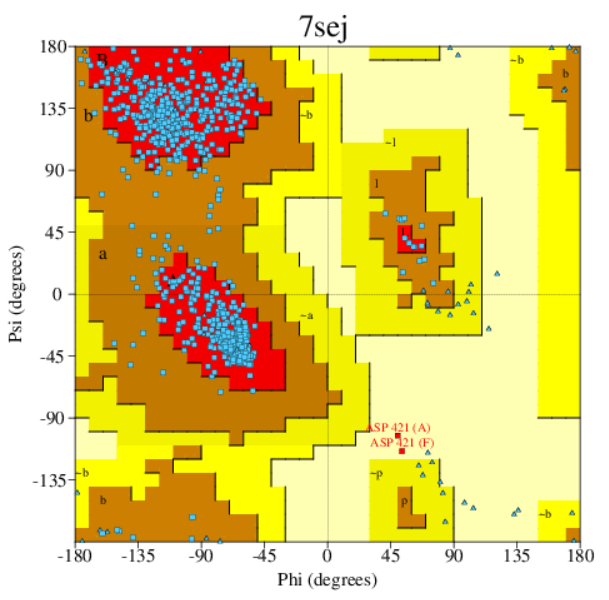 7sej
180
135
90
45
0
-45
-90
-135
-180
Psi (degrees)
B
b
~b
b
~b
~l
l
L
a
A
~a
ASP 421 (A)
ASP 421 (F)
~b
b
~p
p
~b
-180
-135
-90
-45
0
45
90
135
180
Phi (degrees)